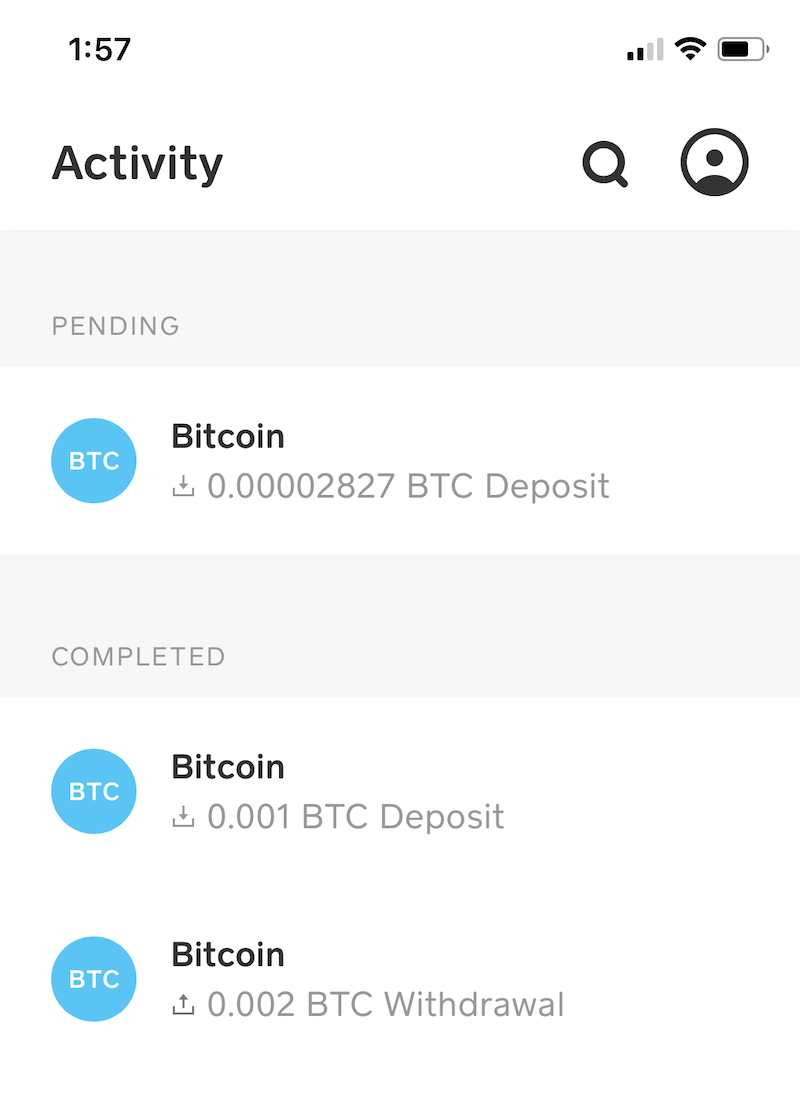 1:57
Activity
PENDING
BTC
Bitcoin
0.00002827 BTC Deposit
COMPLETED
BTC
Bitcoin
0.001 BTC Deposit
BTC
Bitcoin
0.002 BTC Withdrawal